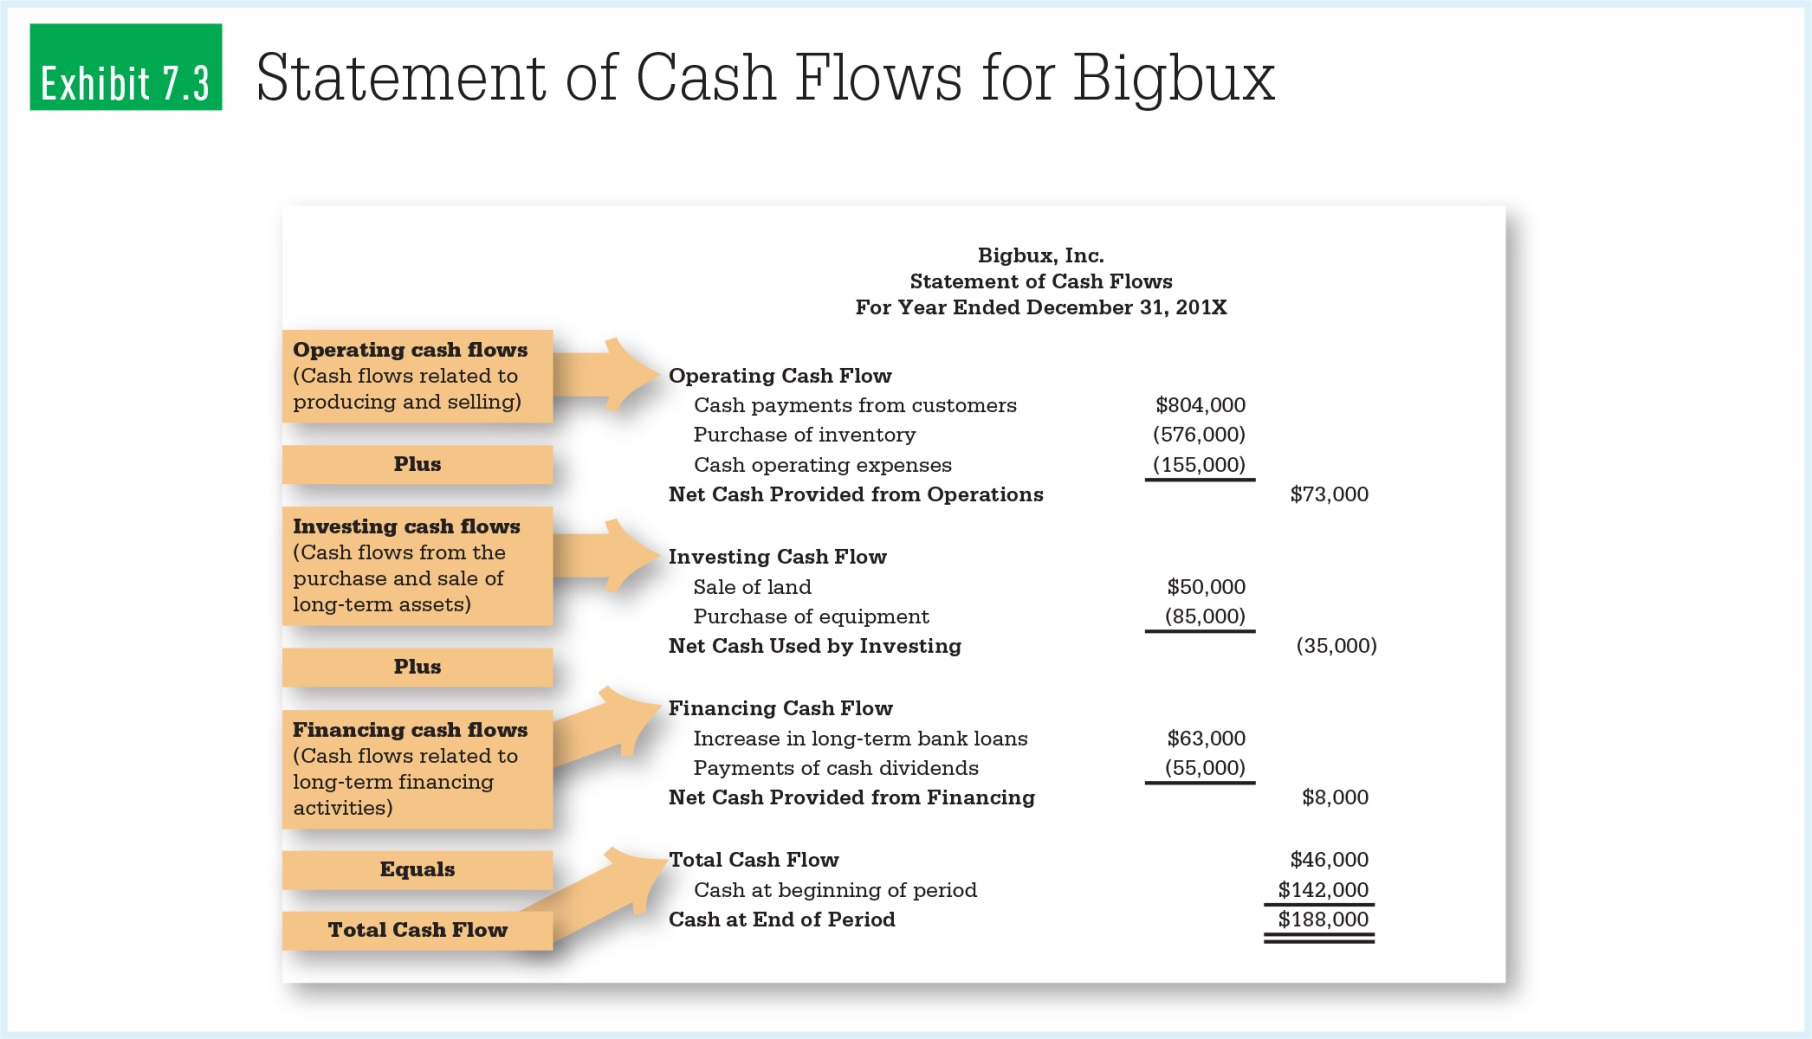 Exhibit 7.3 Statement of Cash Flows for Bigbux
Bigbux, Inc.
Statement of Cash Flows
For Year Ended December 31, 201X
Operating cash flows
(Cash flows related to
producing and selling)
Plus
Investing cash flows
(Cash flows from the
purchase and sale of
long-term assets)
Plus
Financing cash flows
(Cash flows related to
long-term financing
activities)
Equals
Total Cash Flow
Operating Cash Flow
Cash payments from customers $804,000
Purchase of inventory (576,000)
Cash operating expenses (155,000)
Net Cash Provided from Operations $73,000
Investing Cash Flow
Sale of land $50,000
Purchase of equipment (85,000)
Net Cash Used by Investing (35,000)
Financing Cash Flow
Increase in long-term bank loans $63,000
Payments of cash dividends (55,000)
Net Cash Provided from Financing $8,000
Total Cash Flow $46,000
Cash at beginning of period $142,000
Cash at End of Period $188,000